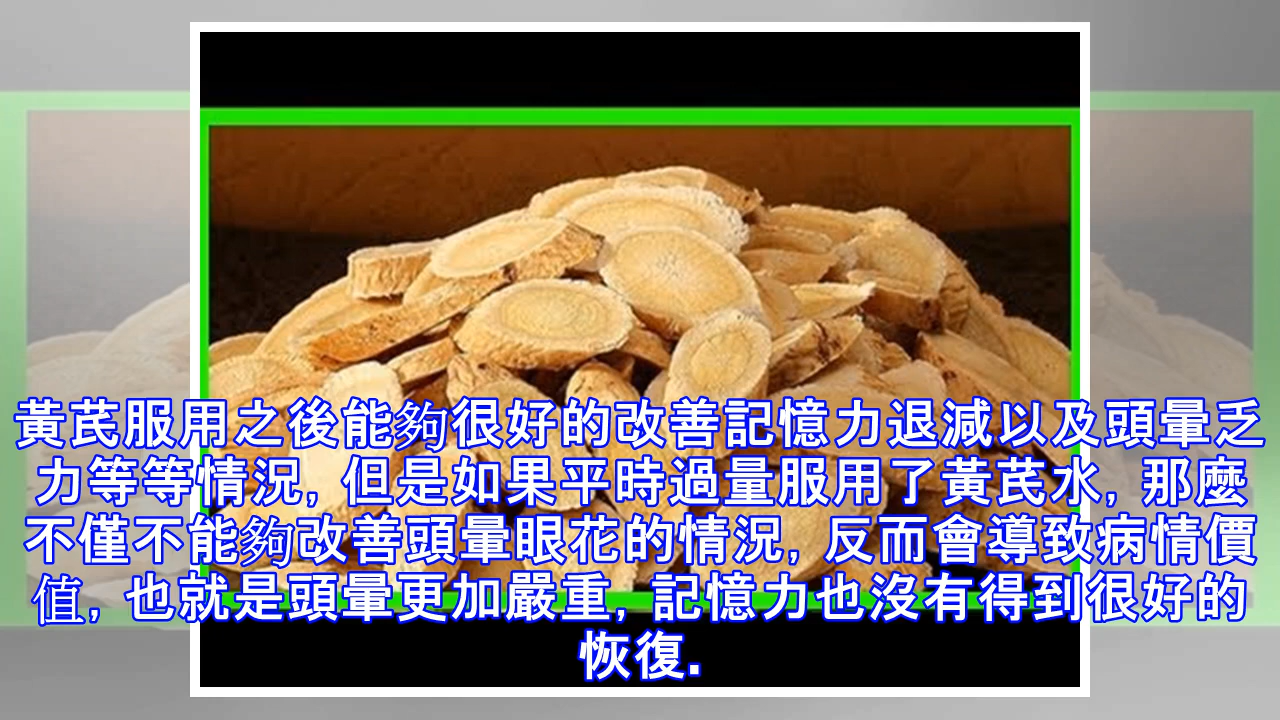 黃芪服用之後能夠很好的改善記憶力退減以及頭暈乏
力等等情況, 但是如果平時過量服用了黃芪水, 那麼
不僅不能夠改善頭暈眼花的情況, 反而會導致病情價
值, 也就是頭暈更加嚴重, 記憶力也沒有得到很好的
恢復.